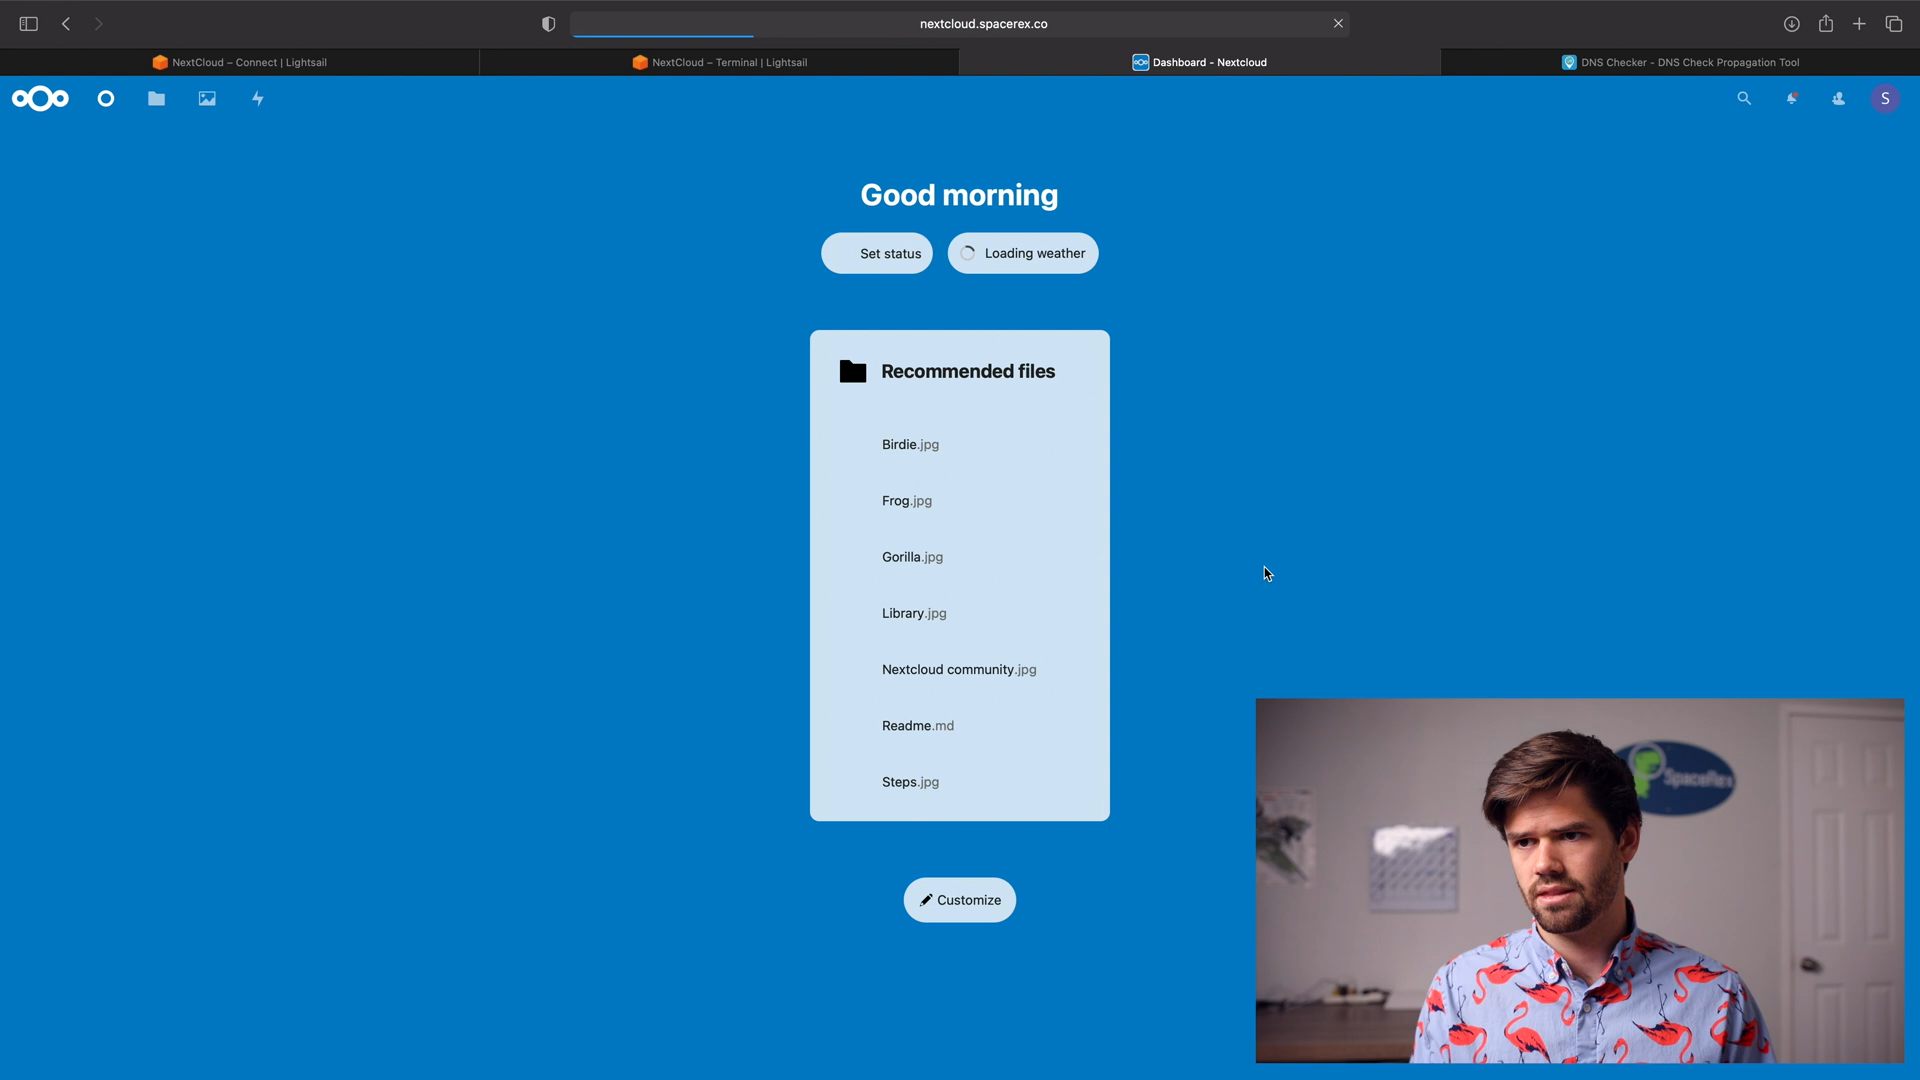 nextcloud.spacerex.co
NextCloud – Connect | Lightsail
NextCloud – Terminal | Lightsail
Dashboard - Nextcloud
DNS Checker - DNS Check Propagation Tool
S
Good morning
Set status
Loading weather
Recommended files
Birdie.jpg
Frog.jpg
Gorilla.jpg
Library.jpg
Nextcloud community.jpg
Readme.md
Steps.jpg
Customize
SpaceRex